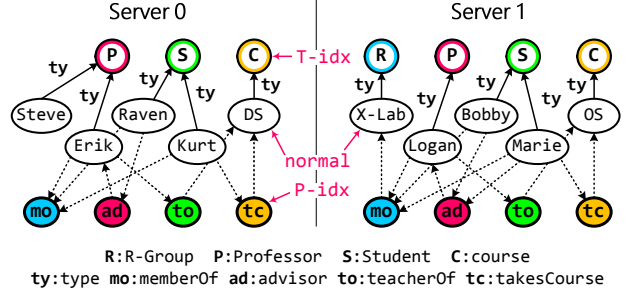 Server 0 Server 1
P S C R P S C
T-idx
ty ty ty ty ty ty ty ty
Steve Raven DS X-Lab Bobby OS
Erik Kurt normal Logan Marie
P-idx
mo ad to tc mo ad to tc
R:R-Group P:Professor S:Student C:course
ty:type mo:memberOf ad:advisor to:teacherOf tc:takesCourse